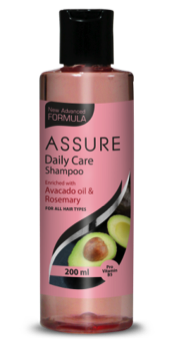 New Advanced
FORMULA
ASSURE
Daily Care
Shampoo
Enriched with
Avacado oil &
Rosemary
FOR ALL HAIR TYPES
200 ml
Pro
Vitamin
B5